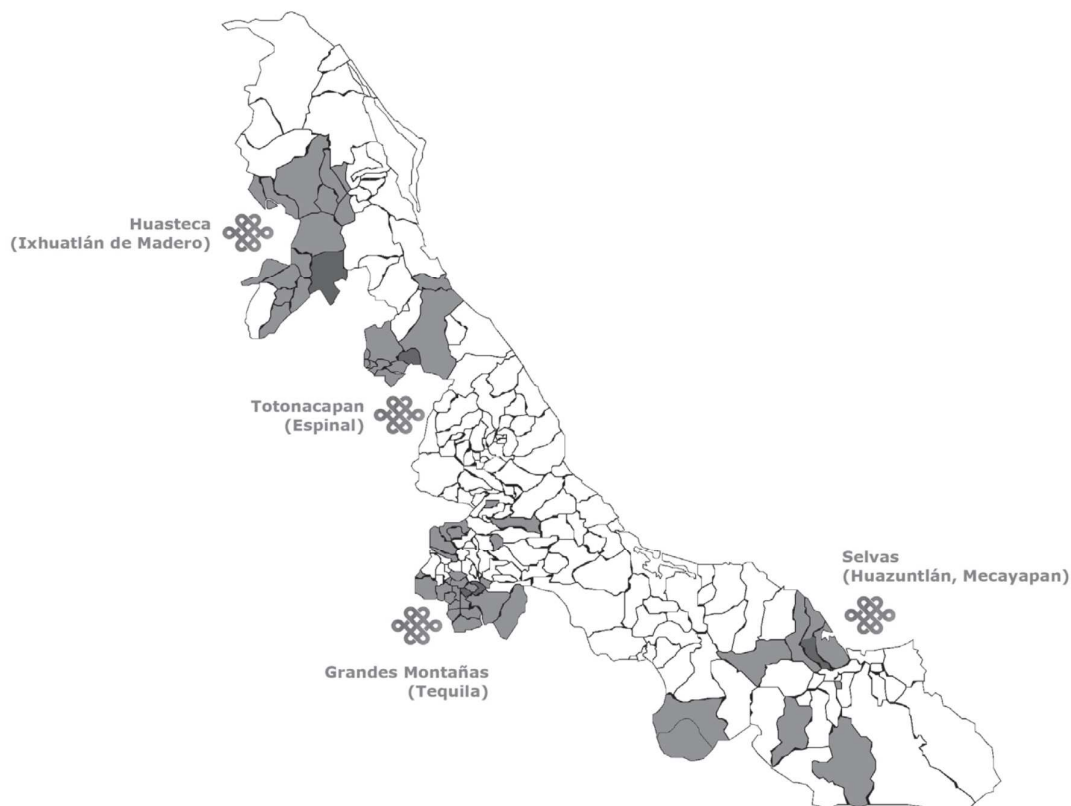 Huasteca
(Ixhuatlán de Madero)
Totonacapan
(Espinal)
Selvas
(Huazuntlán, Mecayapan)
Grandes Montañas
(Tequila)